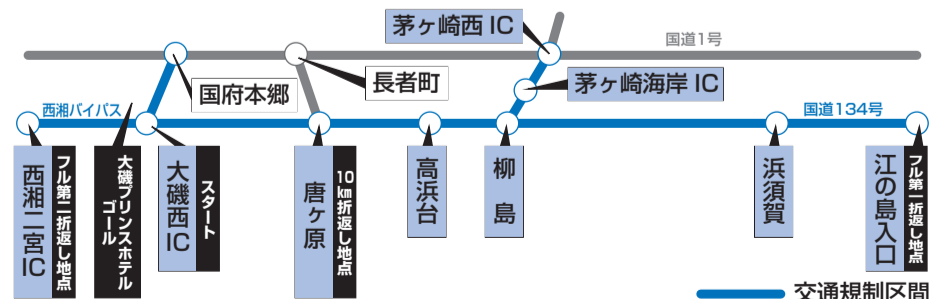 茅ヶ崎西 IC
国道1号
国府本郷
長者町
茅ヶ崎海岸 IC
西湘バイパス
国道134号
西湘二宮IC
フル第二折返し地点
大磯プリンスホテル
ゴール
大磯西IC
スタート
唐ヶ原
10km折返し地点
高浜台
柳島
浜須賀
江の島入口
フル第一折返し地点
交通規制区間